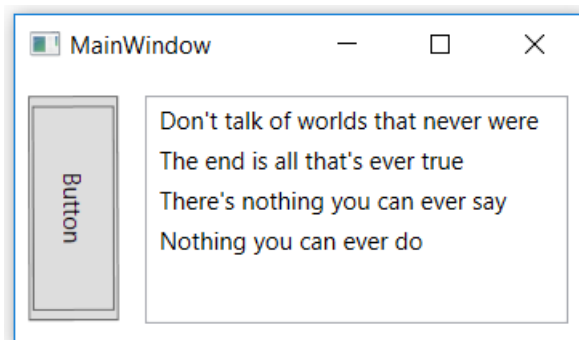 MainWindow
Button
Don't talk of worlds that never were
The end is all that's ever true
There's nothing you can ever say
Nothing you can ever do